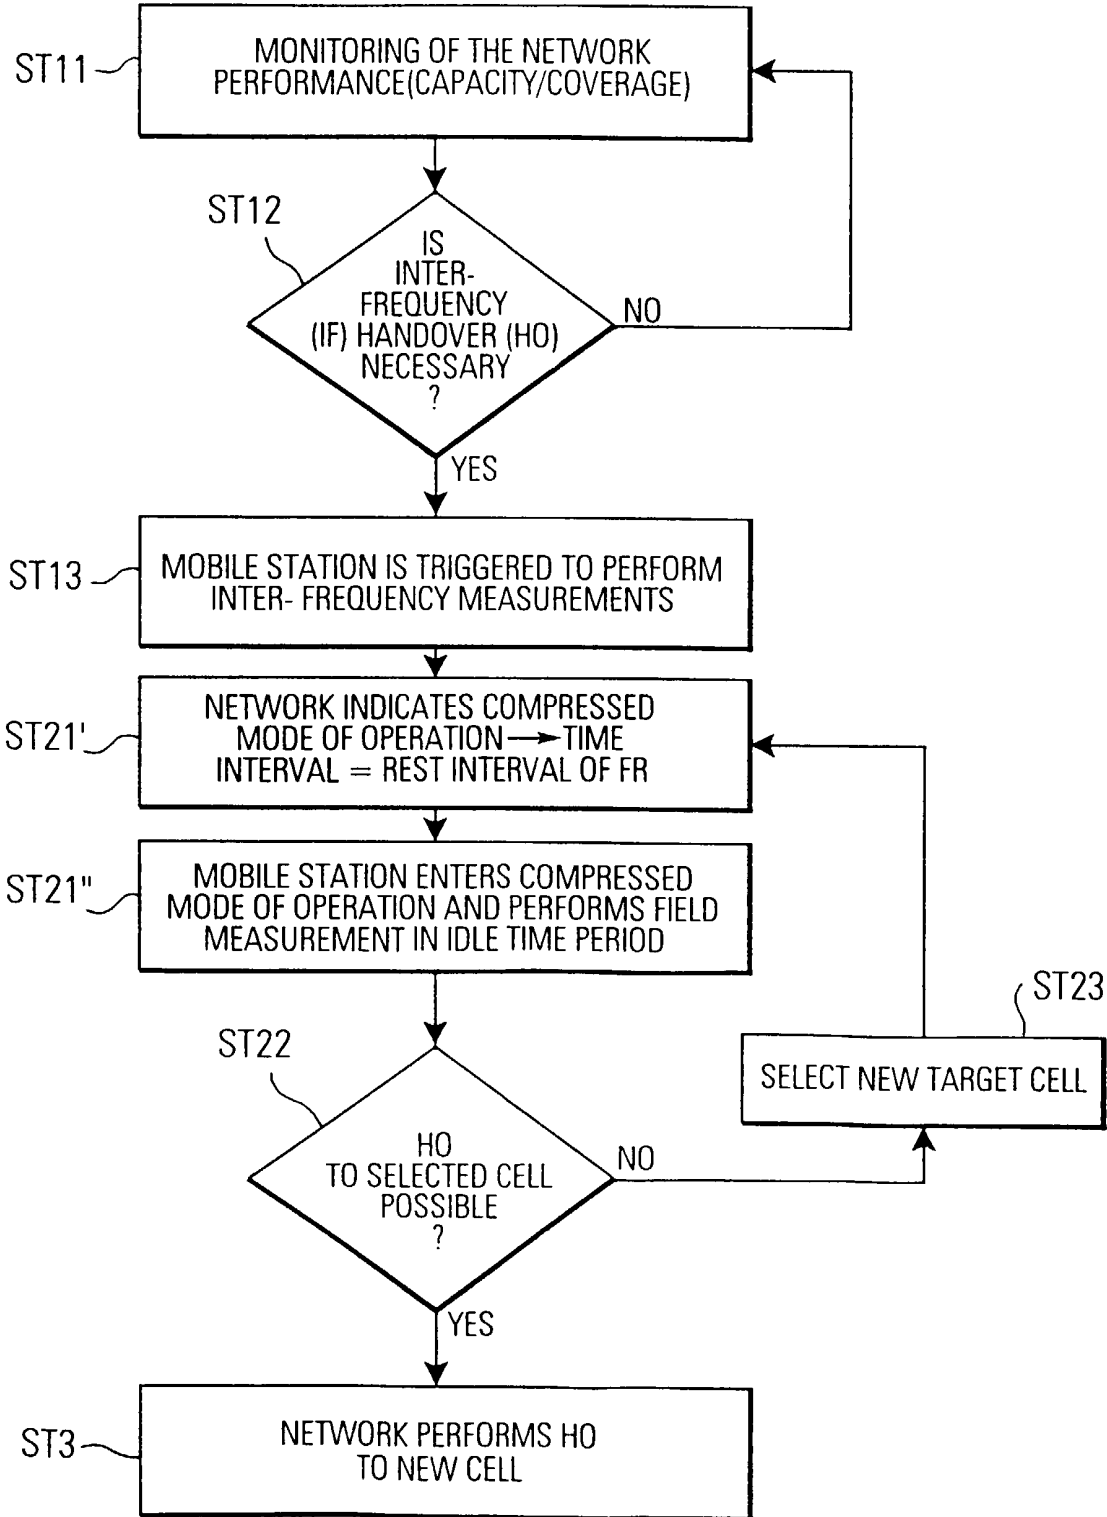 ST11
MONITORING OF THE NETWORK
PERFORMANCE(CAPACITY/COVERAGE)
ST12
IS
INTER-
FREQUENCY
(IF) HANDOVER (HO)
NECESSARY
?
NO
YES
ST13
MOBILE STATION IS TRIGGERED TO PERFORM
INTER- FREQUENCY MEASUREMENTS
ST21'
NETWORK INDICATES COMPRESSED
MODE OF OPERATION → TIME
INTERVAL = REST INTERVAL OF FR
ST21"
MOBILE STATION ENTERS COMPRESSED
MODE OF OPERATION AND PERFORMS FIELD
MEASUREMENT IN IDLE TIME PERIOD
ST22
HO
TO SELECTED CELL
POSSIBLE
?
NO
ST23
SELECT NEW TARGET CELL
YES
ST3
NETWORK PERFORMS HO
TO NEW CELL